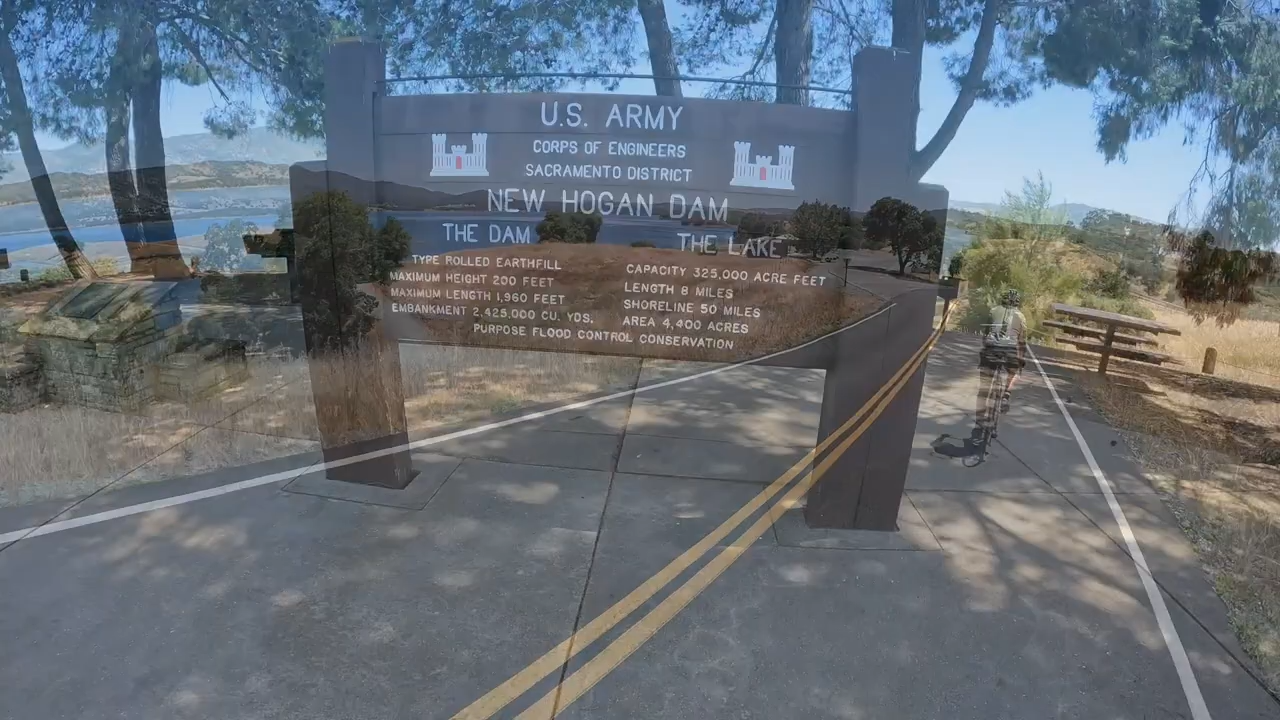 U.S. ARMY
CORPS OF ENGINEERS
SACRAMENTO DISTRICT
NEW HOGAN DAM
THE DAM
TYPE ROLLED EARTHFILL
MAXIMUM HEIGHT 200 FEET
MAXIMUM LENGTH 1,960 FEET
EMBANKMENT 2,425,000 CU. YDS.
THE LAKE
CAPACITY 325,000 ACRE FEET
LENGTH 8 MILES
SHORELINE 50 MILES
AREA 4,400 ACRES
PURPOSE FLOOD CONTROL CONSERVATION